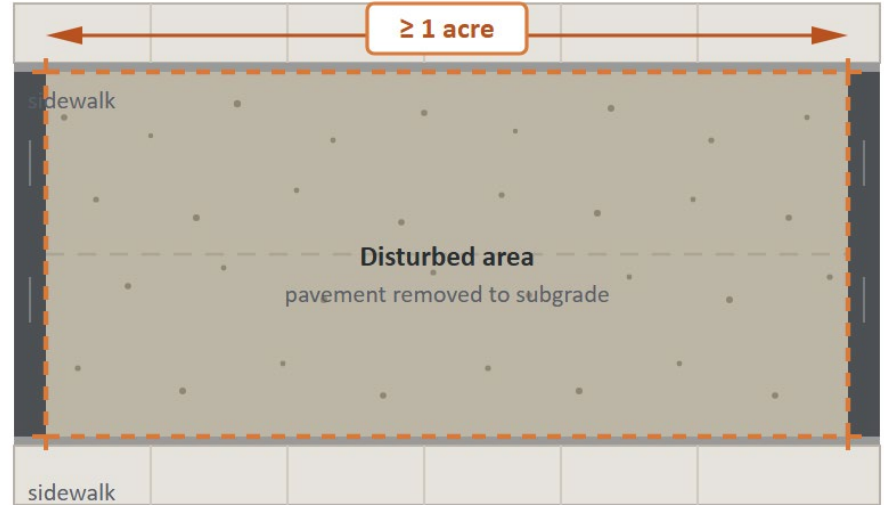 ≥ 1 acre
sidewalk
Disturbed area
pavement removed to subgrade
sidewalk